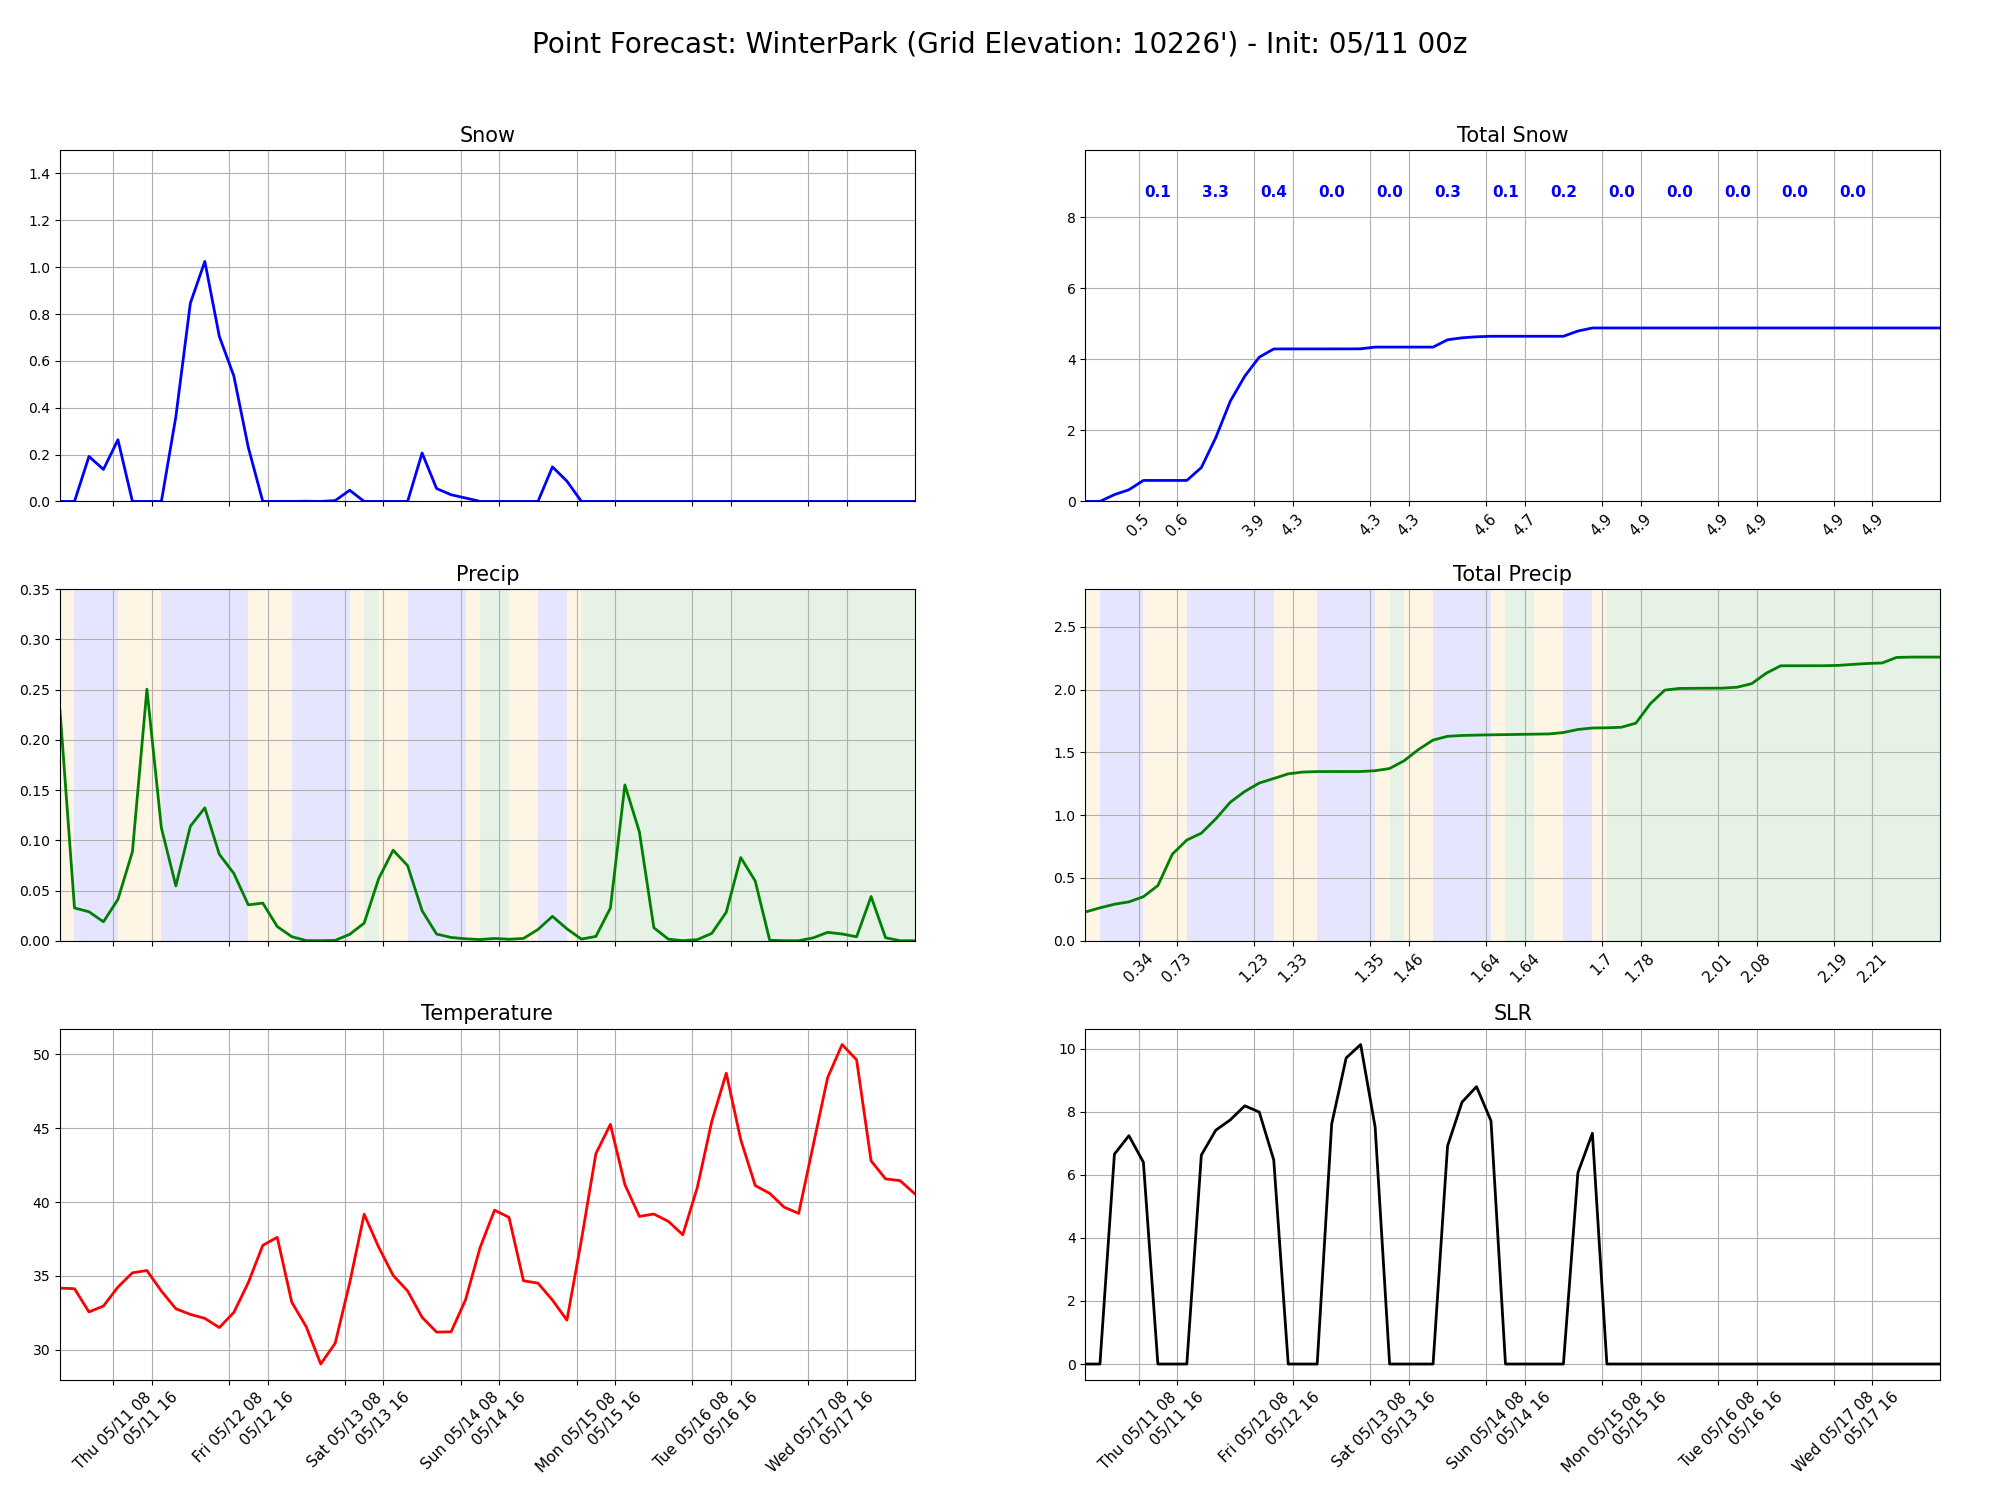 Point Forecast: WinterPark (Grid Elevation: 10226') - Init: 05/11 00z
Snow
1.4
1.2
1.0
0.8
0.6
0.4
0.2
0.0
Total Snow
0.1 3.3 0.4 0.0 0.0 0.3 0.1 0.2 0.0 0.0 0.0 0.0 0.0
8
6
4
2
0
0.5 0.6 3.9 4.3 4.3 4.3 4.6 4.7 4.9 4.9 4.9 4.9 4.9 4.9
Precip
0.35
0.30
0.25
0.20
0.15
0.10
0.05
0.00
Total Precip
2.5
2.0
1.5
1.0
0.5
0.0
0.34 0.73 1.23 1.33 1.35 1.46 1.64 1.64 1.7 1.78 2.01 2.08 2.19 2.21
Temperature
50
45
40
35
30
Thu 05/11 08
05/11 16
Fri 05/12 08
05/12 16
Sat 05/13 08
05/13 16
Sun 05/14 08
05/14 16
Mon 05/15 08
05/15 16
Tue 05/16 08
05/16 16
Wed 05/17 08
05/17 16
SLR
10
8
6
4
2
0
Thu 05/11 08
05/11 16
Fri 05/12 08
05/12 16
Sat 05/13 08
05/13 16
Sun 05/14 08
05/14 16
Mon 05/15 08
05/15 16
Tue 05/16 08
05/16 16
Wed 05/17 08
05/17 16